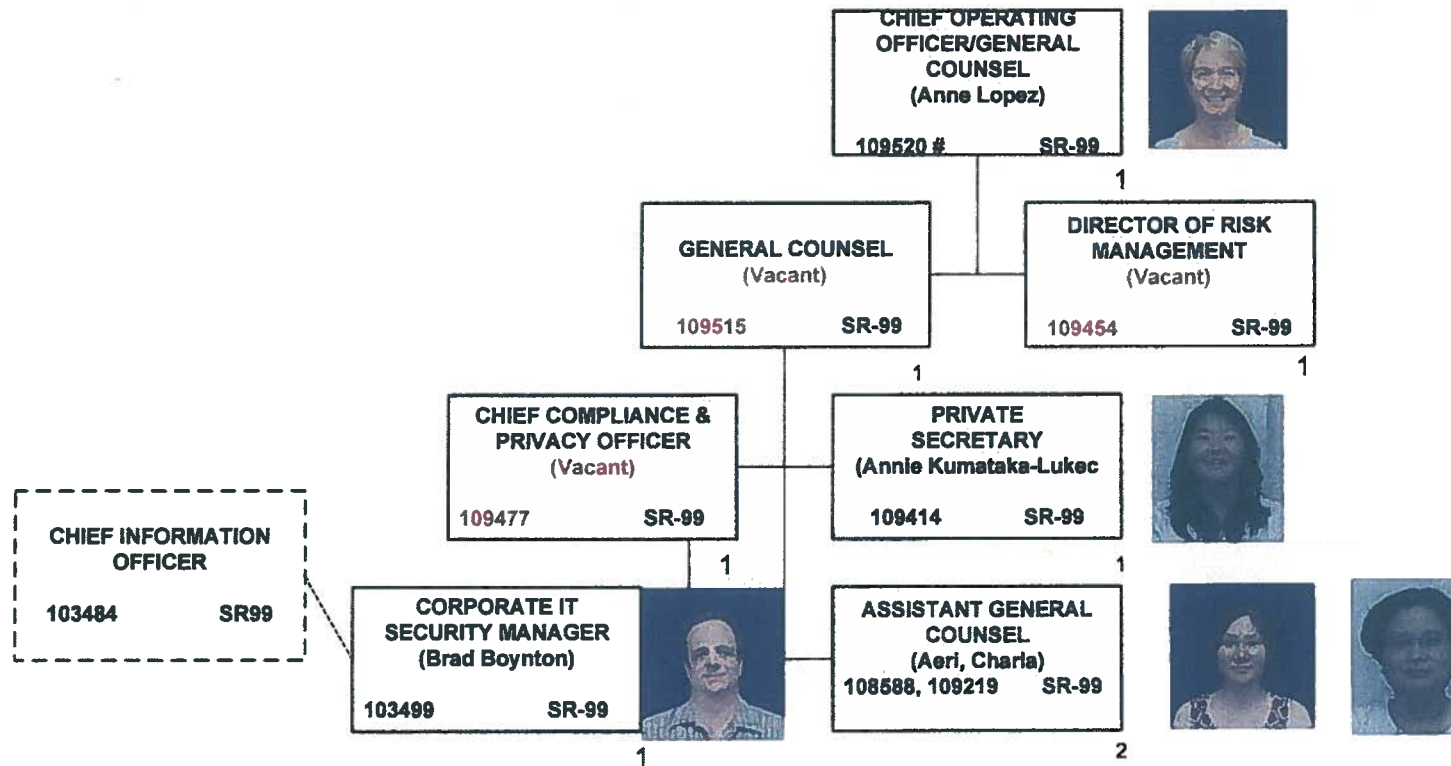 CHIEF OPERATING
OFFICER/GENERAL
COUNSEL
(Anne Lopez)
109520 # SR-99
1
GENERAL COUNSEL
(Vacant)
109515 SR-99
1
DIRECTOR OF RISK
MANAGEMENT
(Vacant)
109454 SR-99
1
CHIEF COMPLIANCE &
PRIVACY OFFICER
(Vacant)
109477 SR-99
1
PRIVATE
SECRETARY
(Annie Kumataka-Lukec
109414 SR-99
1
CHIEF INFORMATION
OFFICER
103484 SR99
CORPORATE IT
SECURITY MANAGER
(Brad Boynton)
103499 SR-99
1
ASSISTANT GENERAL
COUNSEL
(Aeri, Charla)
108588, 109219 SR-99
2